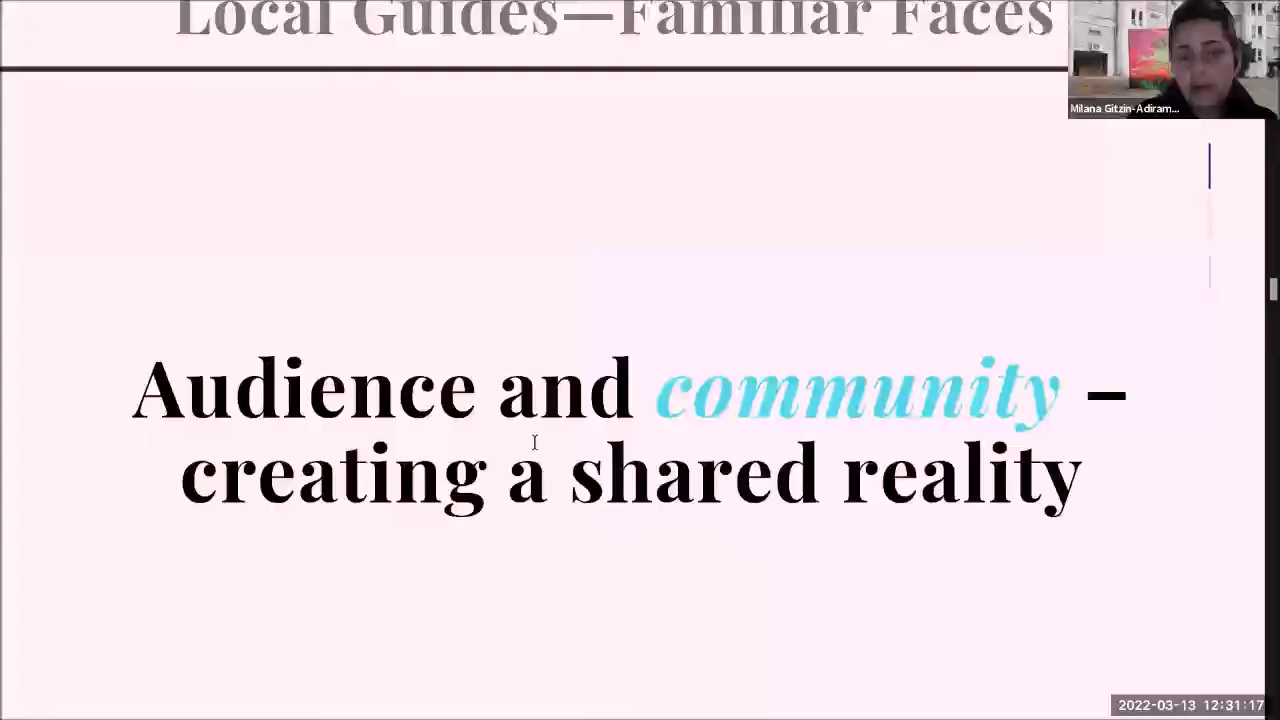 Local Guides—Familiar Faces
Milana Gitzin-Adiram...
Audience and community –
creating a shared reality
2022-03-13 12:31:17